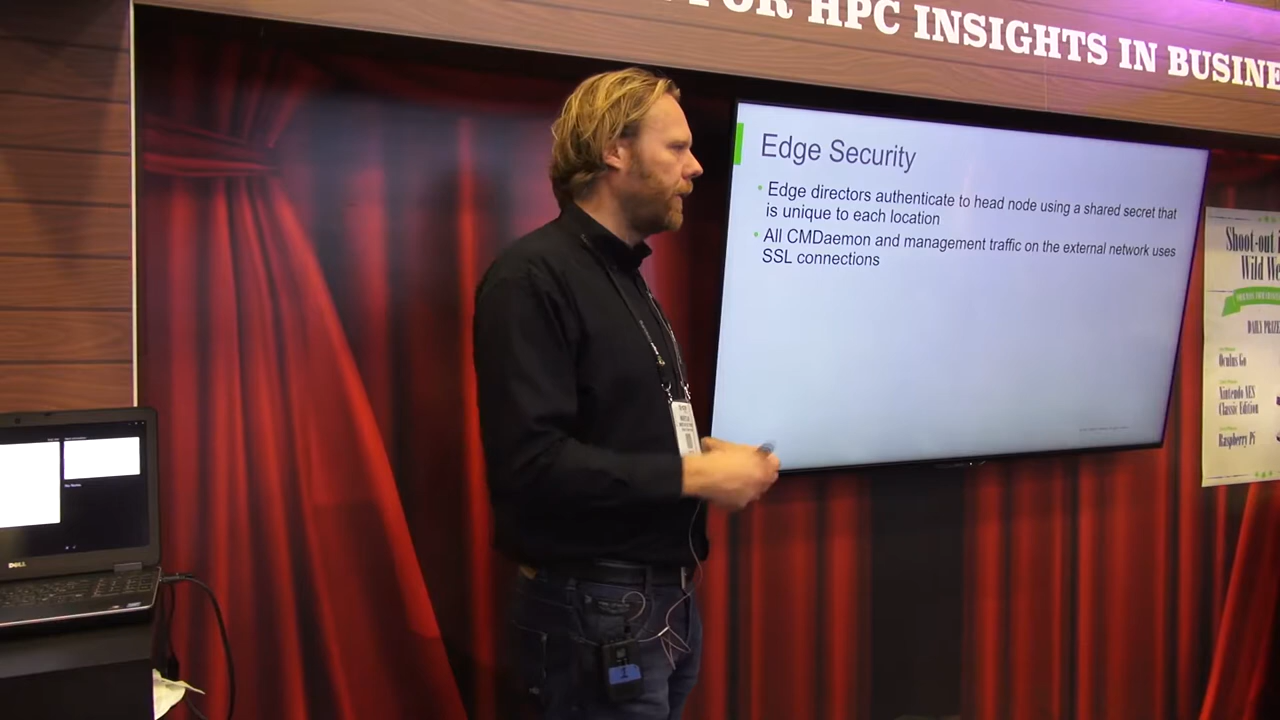 FOR HPC INSIGHTS IN BUSINE
Edge Security
Edge directors authenticate to head node using a shared secret that
is unique to each location
All CMDaemon and management traffic on the external network uses
SSL connections
Shoot-out
Wild We
DAILY PRIZE
Oculus Go
Nintendo NES
Classic Edition
Raspberry Pi
DELL